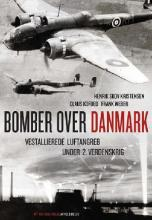 HENRIK SKOV KRISTENSEN
CLAUS KOFOED | FRANK WEBER
BOMBER OVER DANMARK
VESTALLIEREDE LUFTANGREB
UNDER 2. VERDENSKRIG